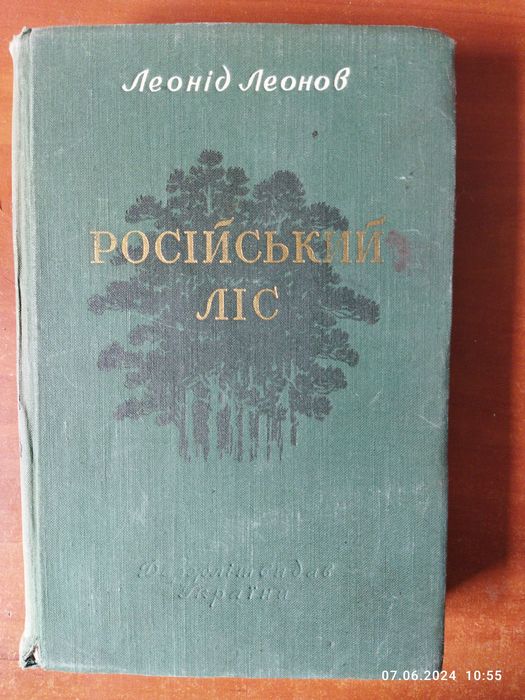 Леонід Леонов
РОСІЙСЬКИЙ
ЛІС
Держлітвидав
України
07.06.2024 10:55